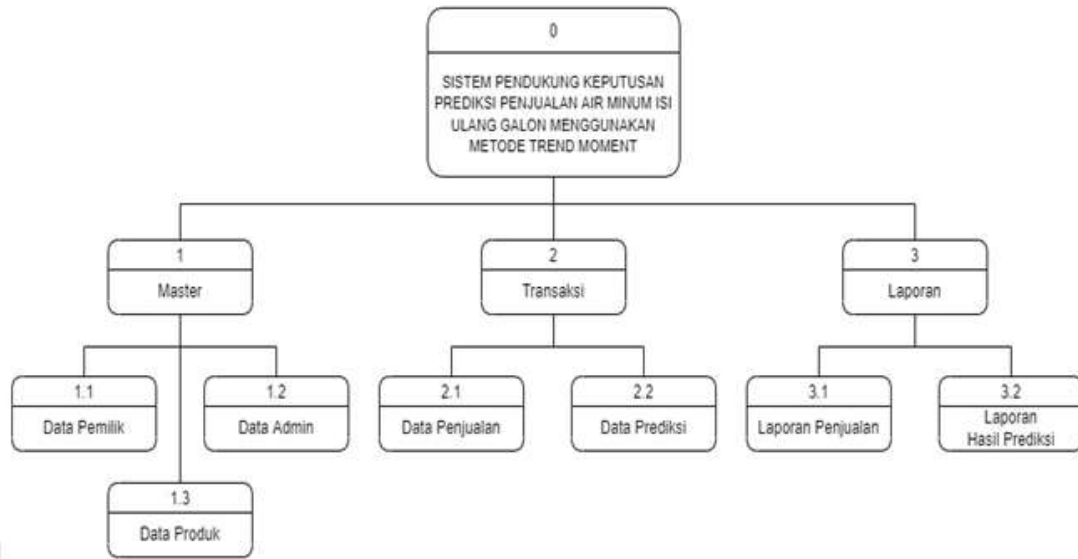 0
SISTEM PENDUKUNG KEPUTUSAN
PREDIKSI PENJUALAN AIR MINUM ISI
ULANG GALON MENGGUNAKAN
METODE TREND MOMENT
1
Master
2
Transaksi
3
Laporan
1.1
Data Pemilik
1.2
Data Admin
2.1
Data Penjualan
2.2
Data Prediksi
3.1
Laporan Penjualan
3.2
Laporan
Hasil Prediksi
1.3
Data Produk